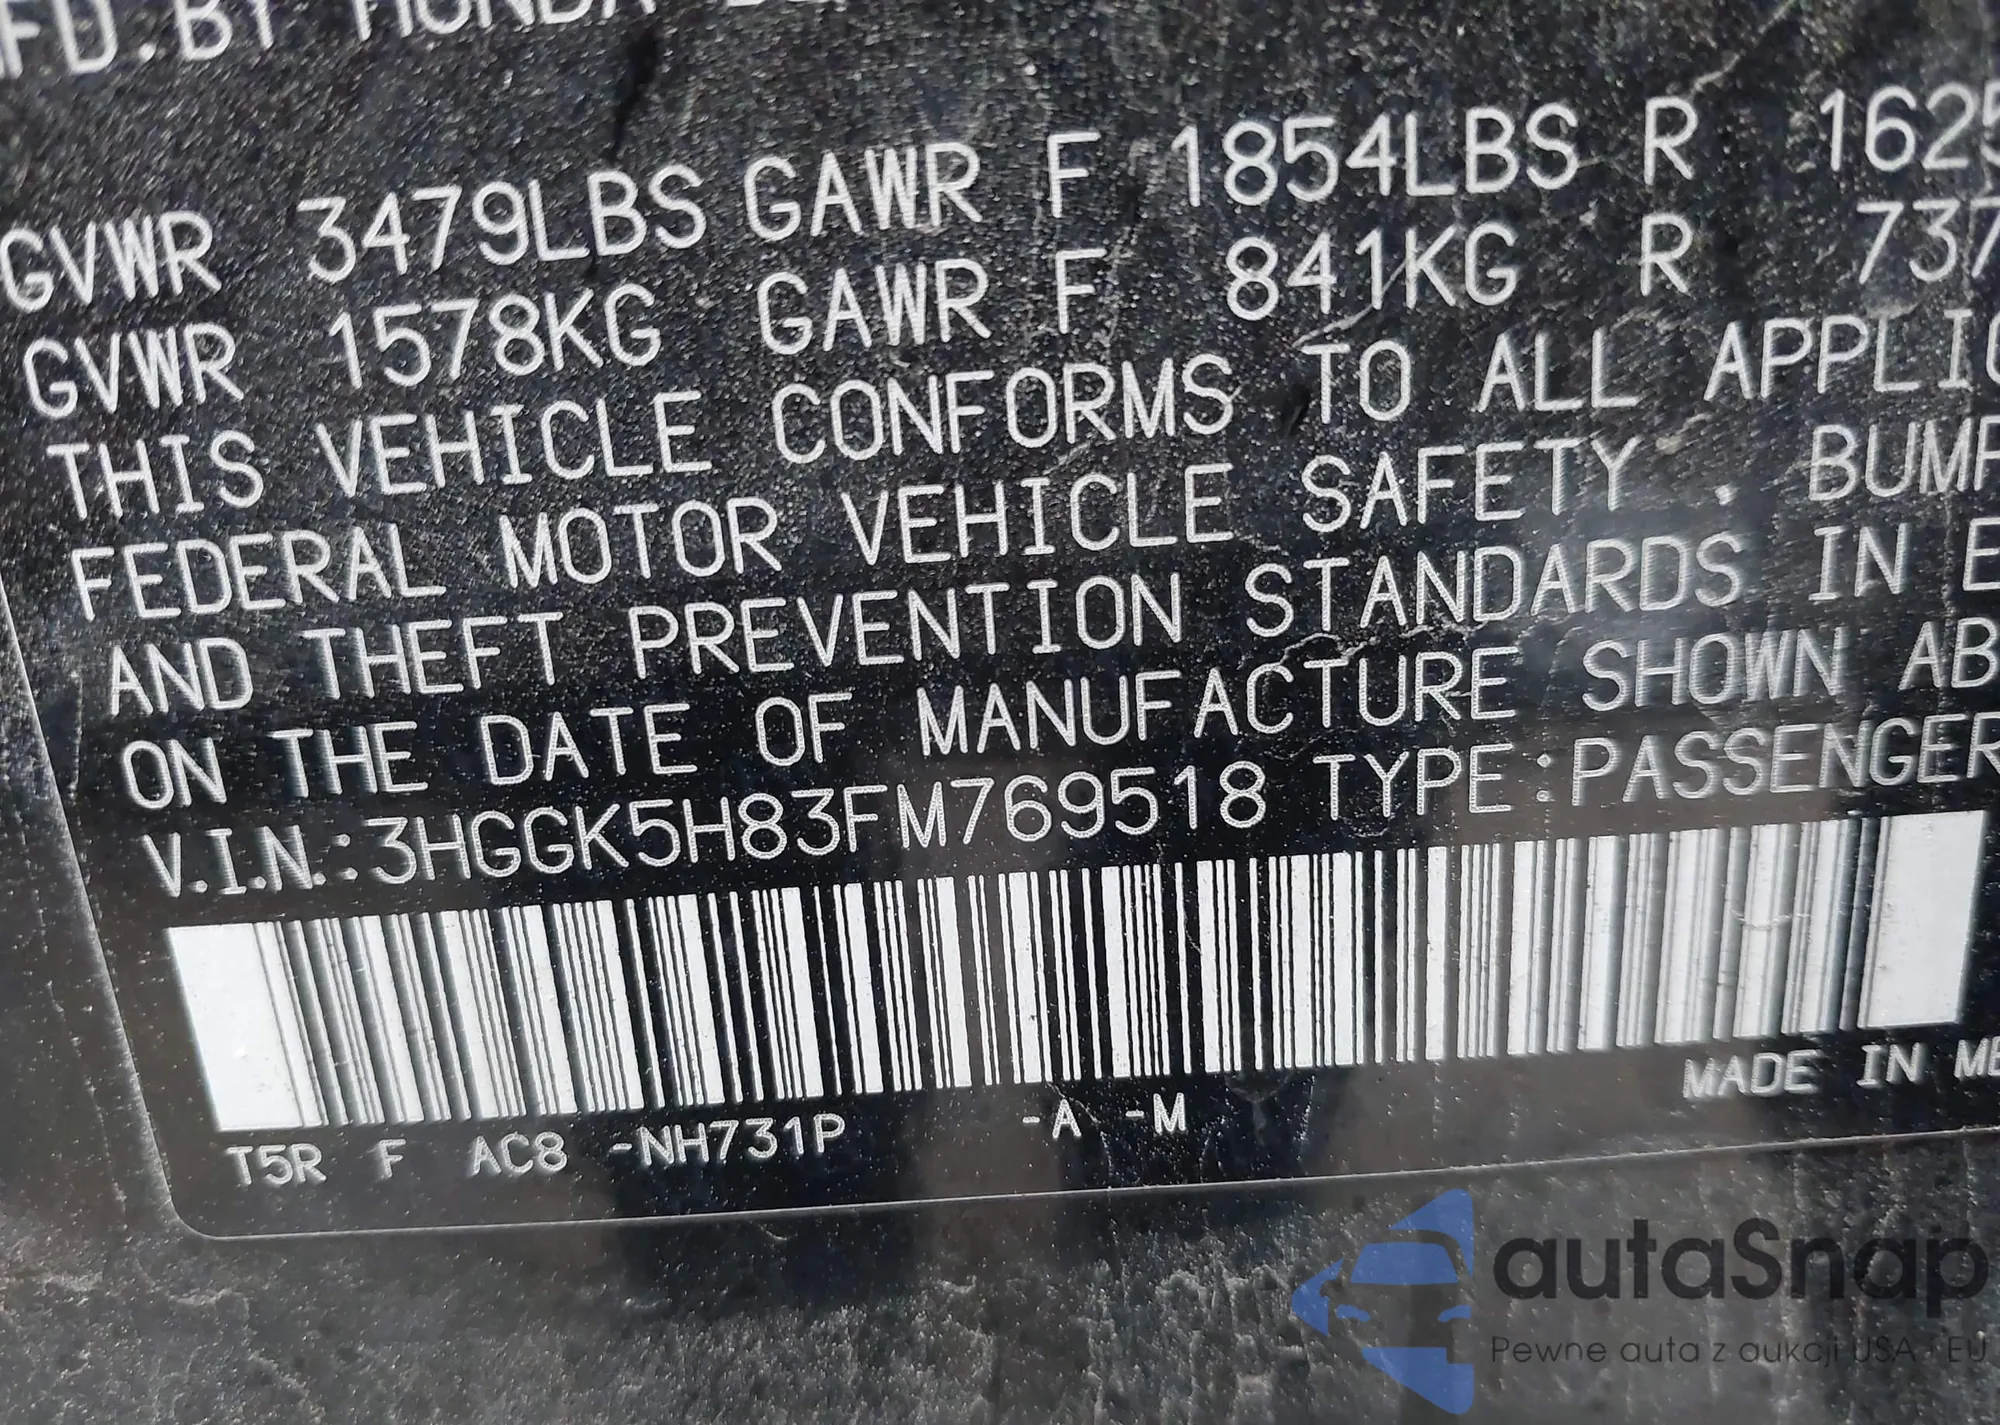 MFD. BY HONDA DE
GVWR 3479LBS GAWR F 1854LBS R 1625
GVWR 1578KG GAWR F 841KG R 737
THIS VEHICLE CONFORMS TO ALL APPLIC
FEDERAL MOTOR VEHICLE SAFETY . BUMP
AND THEFT PREVENTION STANDARDS IN E
ON THE DATE OF MANUFACTURE SHOWN AB
V.I.N.:3HGGK5H83FM769518 TYPE:PASSENGER
MADE IN ME
T5R F AC8 -NH731P -A -M
autaSnap
Pewne auta z aukcji USA i EU